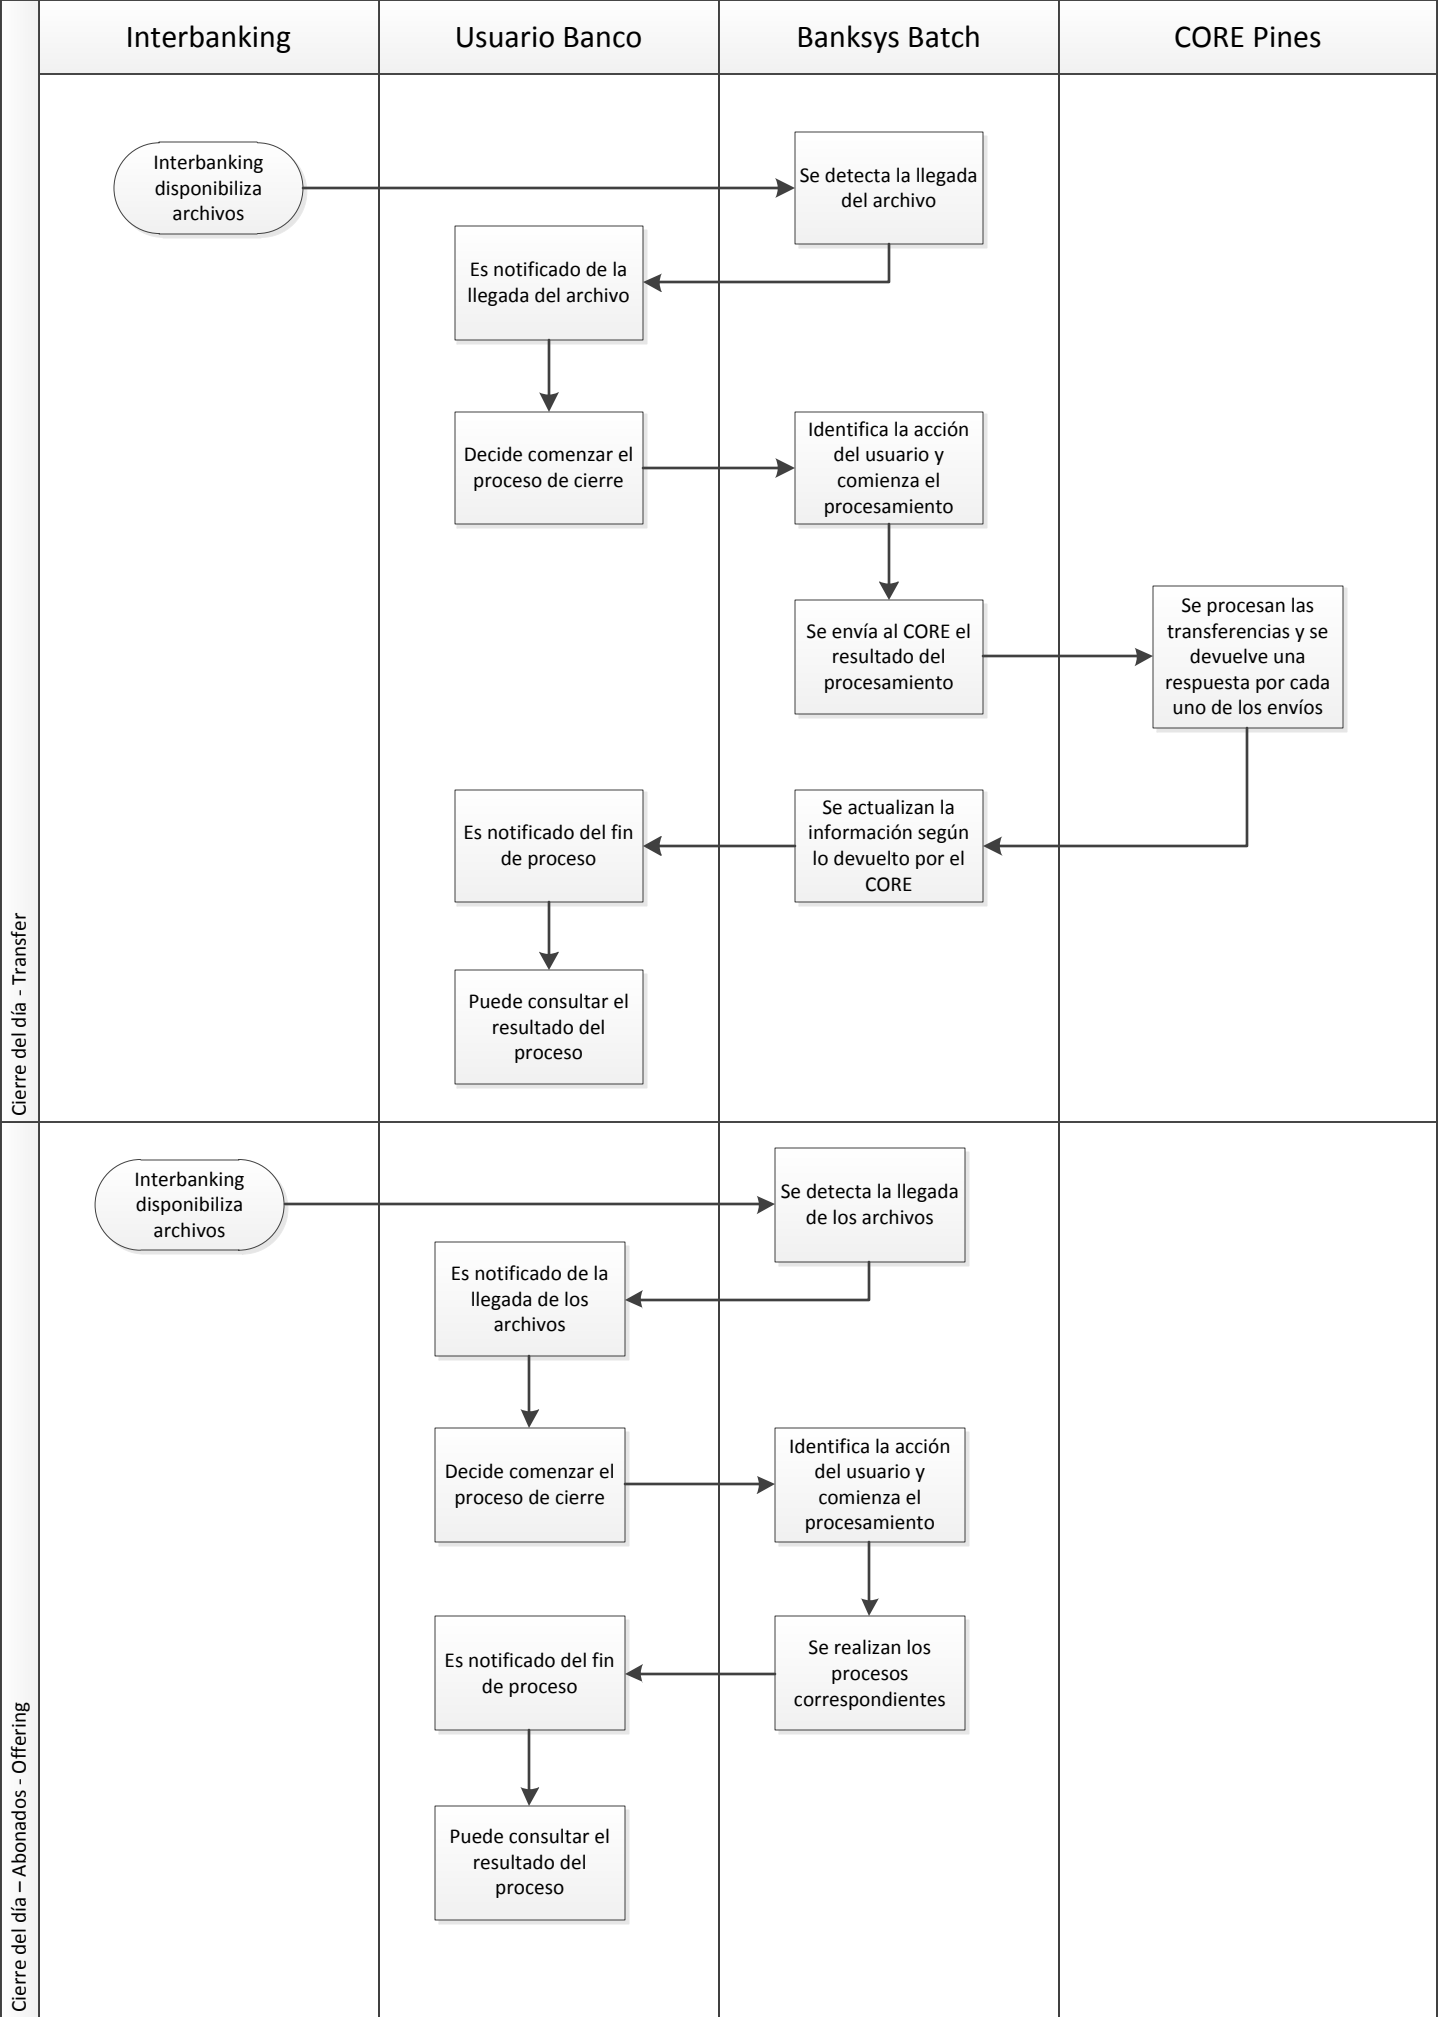 Interbanking
Usuario Banco
Banksys Batch
CORE Pines
Cierre del día - Transfer
Interbanking
disponibiliza
archivos
Se detecta la llegada
del archivo
Es notificado de la
llegada del archivo
Decide comenzar el
proceso de cierre
Identifica la acción
del usuario y
comienza el
procesamiento
Se envía al CORE el
resultado del
procesamiento
Se procesan las
transferencias y se
devuelve una
respuesta por cada
uno de los envíos
Se actualizan la
información según
lo devuelto por el
CORE
Es notificado del fin
de proceso
Puede consultar el
resultado del
proceso
Cierre del día – Abonados - Offering
Interbanking
disponibiliza
archivos
Se detecta la llegada
de los archivos
Es notificado de la
llegada de los
archivos
Decide comenzar el
proceso de cierre
Identifica la acción
del usuario y
comienza el
procesamiento
Se realizan los
procesos
correspondientes
Es notificado del fin
de proceso
Puede consultar el
resultado del
proceso